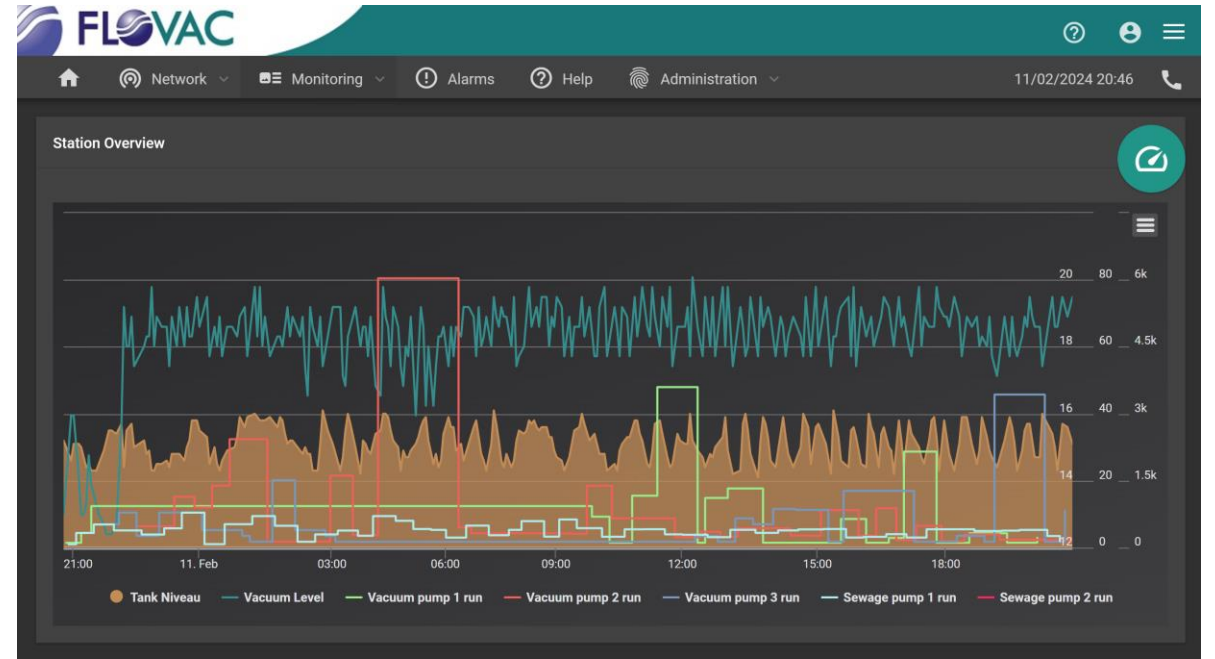 FLOVAC
Network Monitoring Alarms Help Administration 11/02/2024 20:46
Station Overview
20 80 6k
18 60 4.5k
16 40 3k
14 20 1.5k
12 0 0
21:00 11. Feb 03:00 06:00 09:00 12:00 15:00 18:00
Tank Niveau Vacuum Level Vacuum pump 1 run Vacuum pump 2 run Vacuum pump 3 run Sewage pump 1 run Sewage pump 2 run